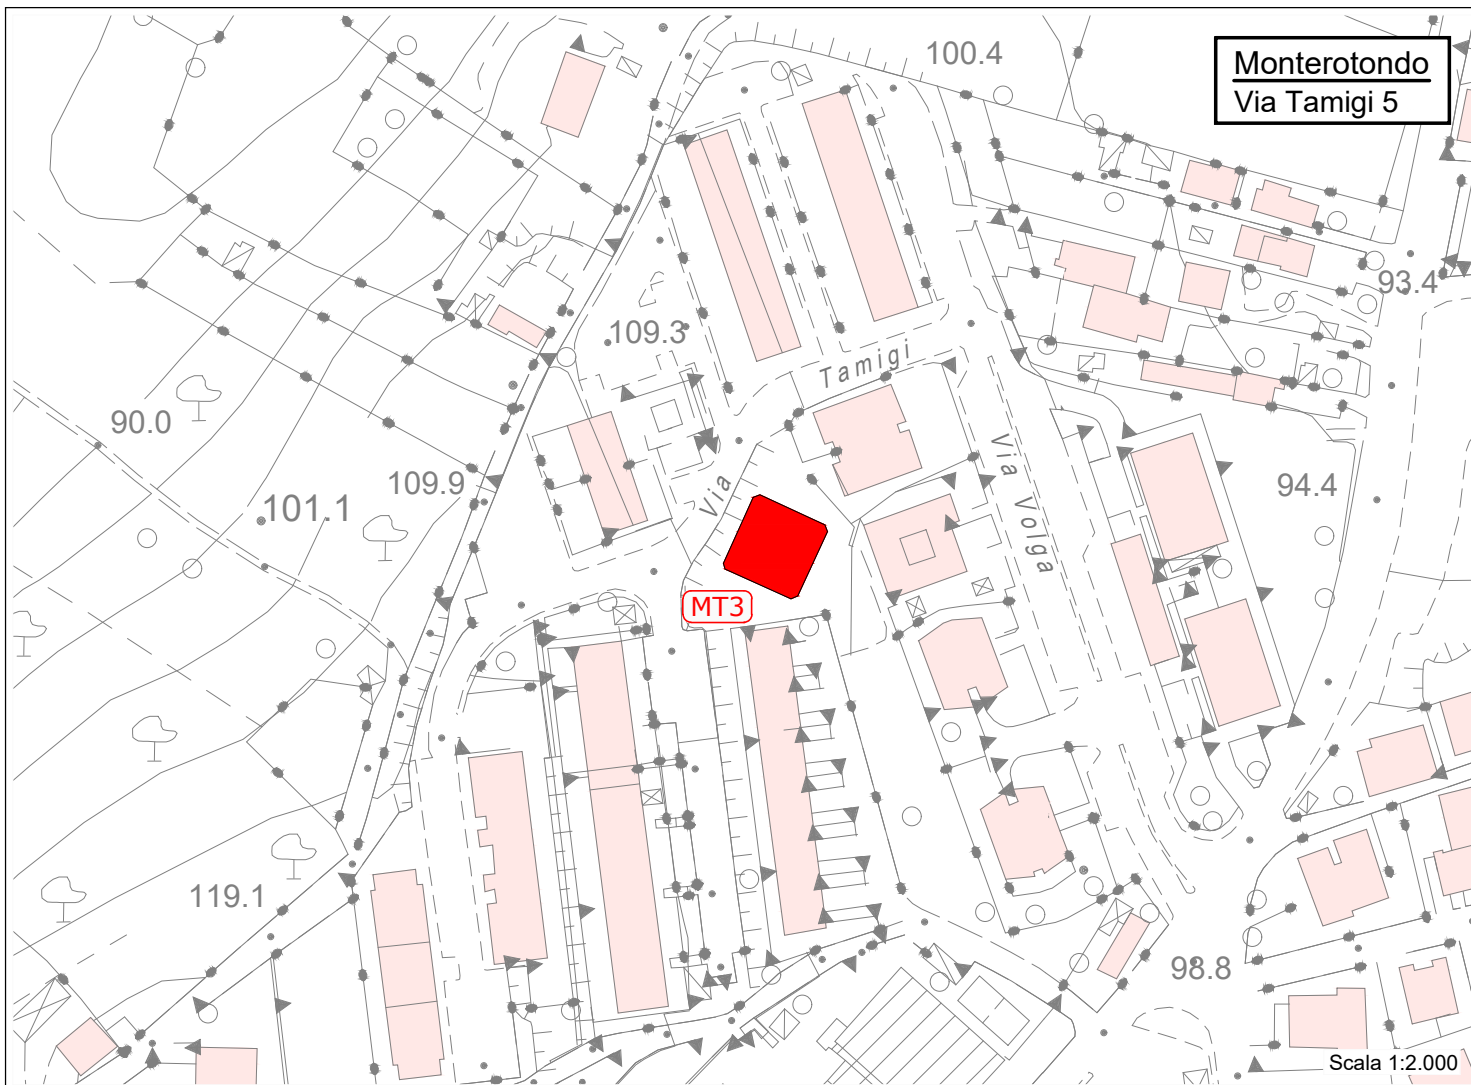 100.4
Monterotondo
Via Tamigi 5
93.4
109.3
Tamigi
90.0
109.9
101.1
Via
Via Volga
94.4
MT3
119.1
98.8
Scala 1:2.000